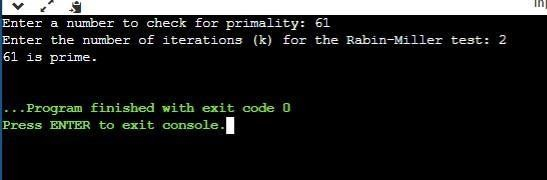 Enter a number to check for primality: 61
Enter the number of iterations (k) for the Rabin-Miller test: 2
61 is prime.
...Program finished with exit code 0
Press ENTER to exit console.